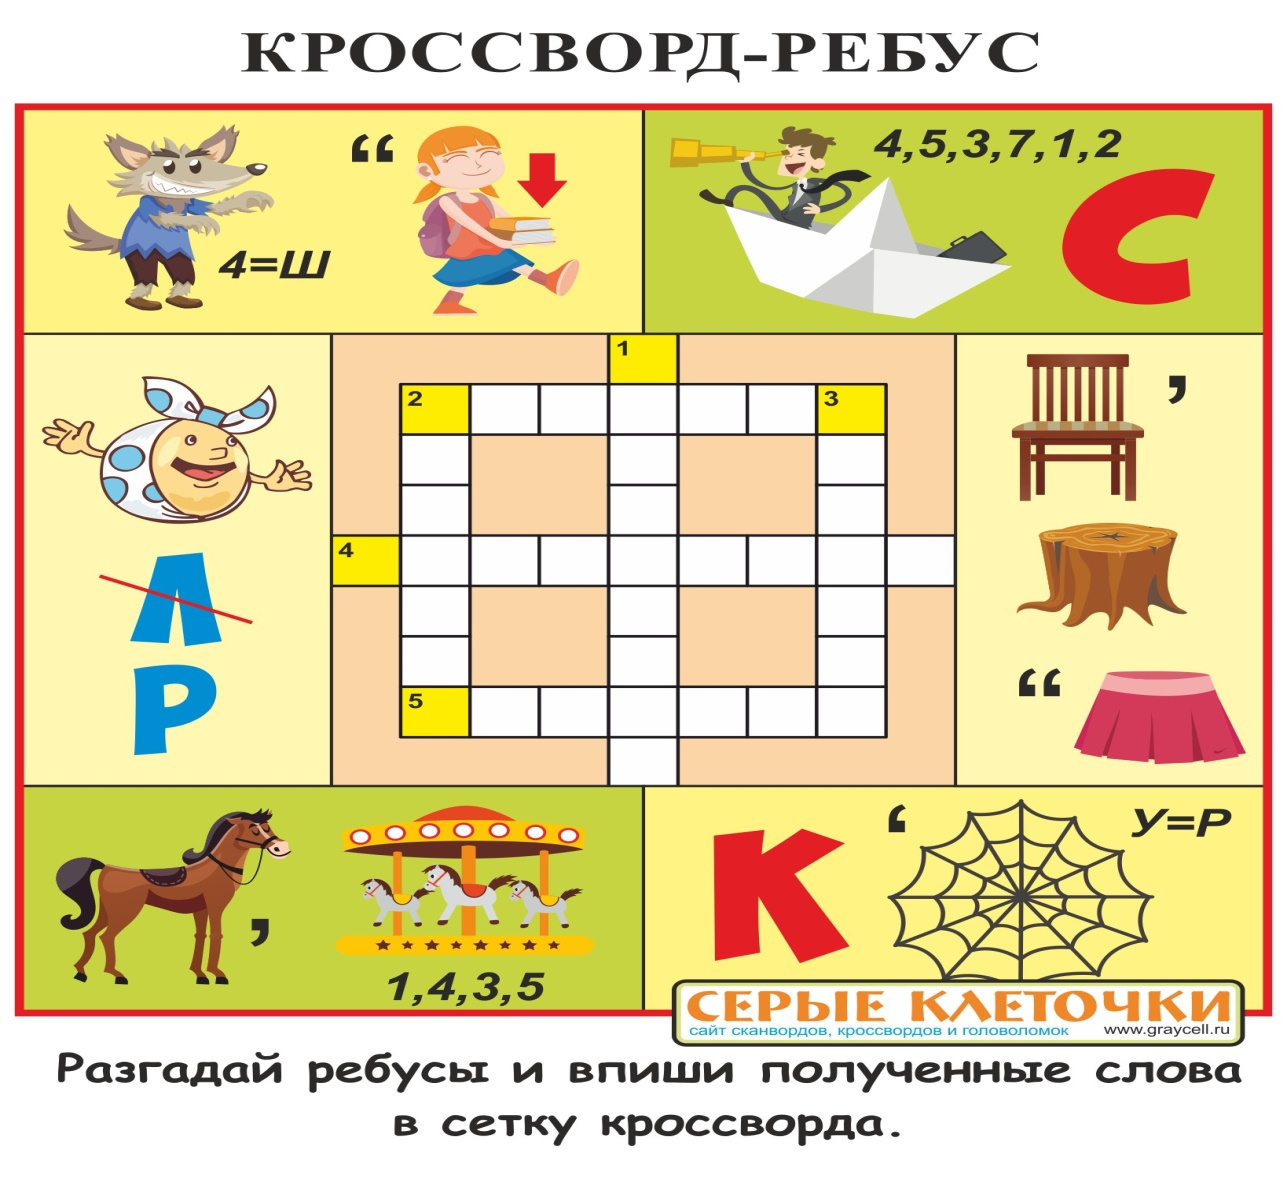 КРОССВОРД-РЕБУС
“
4=Ш
4,5,3,7,1,2
С
1
2
3
4
5
Л
Р
,
“
,
1,4,3,5
К
‘
У=Р
СЕРЫЕ КЛЕТОЧКИ
сайт сканвордов, кроссвордов и головоломок
www.graycell.ru
Разгадай ребусы и впиши полученные слова
в сетку кроссворда.